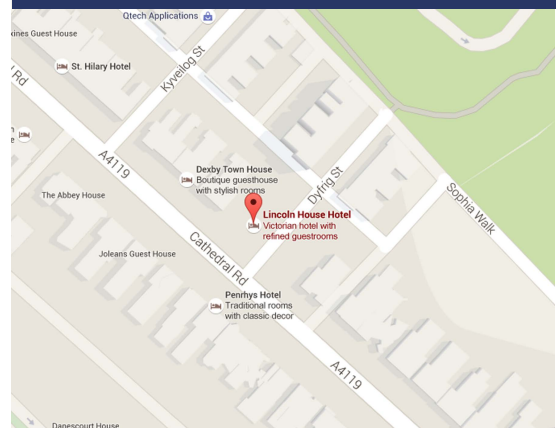 Qtech Applications
xines Guest House
St. Hilary Hotel
Kyveilog St
Rd
A4119
Dexby Town House
Boutique guesthouse
with stylish rooms
Dyfrig St
The Abbey House
Lincoln House Hotel
Victorian hotel with
refined guestrooms
Sophia Walk
Cathedral Rd
Joleans Guest House
Penrhys Hotel
Traditional rooms
with classic decor
A4119
Danescourt House